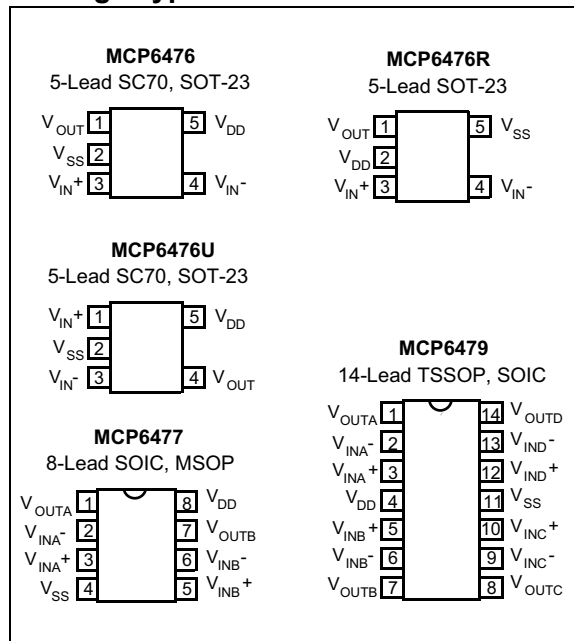 MCP6476
5-Lead SC70, SOT-23
VOUT 1 5 VDD
VSS 2
VIN+ 3 4 VIN-
MCP6476R
5-Lead SOT-23
VOUT 1 5 VSS
VDD 2
VIN+ 3 4 VIN-
MCP6476U
5-Lead SC70, SOT-23
VIN+ 1 5 VDD
VSS 2
VIN- 3 4 VOUT
MCP6477
8-Lead SOIC, MSOP
VOUTA 1 8 VDD
VINA- 2 7 VOUTB
VINA+ 3 6 VINB-
VSS 4 5 VINB+
MCP6479
14-Lead TSSOP, SOIC
VOUTA 1 14 VOUTD
VINA- 2 13 VIND-
VINA+ 3 12 VIND+
VDD 4 11 VSS
VINB+ 5 10 VINC+
VINB- 6 9 VINC-
VOUTB 7 8 VOUTC